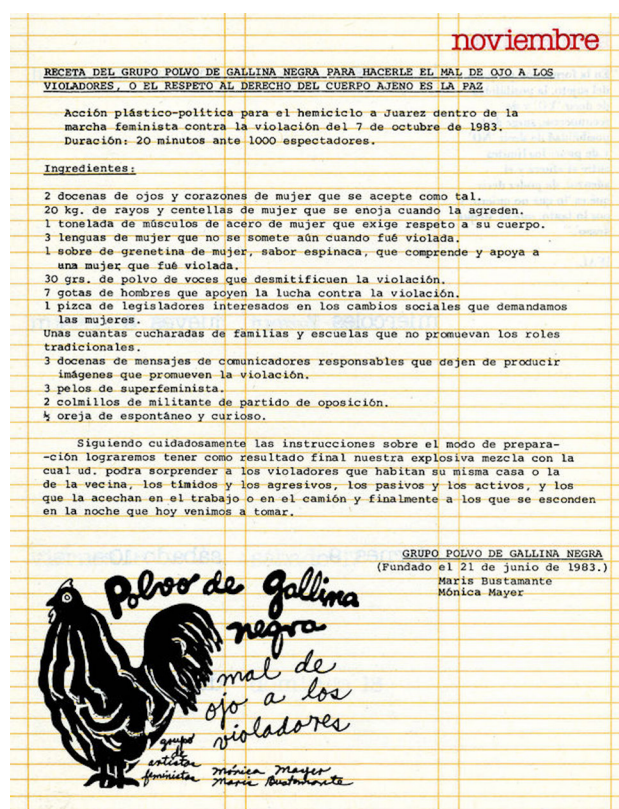 noviembre
RECETA DEL GRUPO POLVO DE GALLINA NEGRA PARA HACERLE EL MAL DE OJO A LOS
VIOLADORES, O EL RESPETO AL DERECHO DEL CUERPO AJENO ES LA PAZ
Acción plástico-política para el hemiciclo a Juarez dentro de la
marcha feminista contra la violación del 7 de octubre de 1983.
Duración: 20 minutos ante 1000 espectadores.
Ingredientes:
2 docenas de ojos y corazones de mujer que se acepte como tal.
20 kg. de rayos y centellas de mujer que se enoja cuando la agreden.
1 tonelada de músculos de acero de mujer que exige respeto a su cuerpo.
3 lenguas de mujer que no se somete aún cuando fué violada.
1 sobre de grenetina de mujer, sabor espinaca, que comprende y apoya a
una mujer que fué violada.
30 grs. de polvo de voces que desmitificuen la violación.
7 gotas de hombres que apoyen la lucha contra la violación.
1 pizca de legisladores interesados en los cambios sociales que demandamos
las mujeres.
Unas cuantas cucharadas de familias y escuelas que no promuevan los roles
tradicionales.
3 docenas de mensajes de comunicadores responsables que dejen de producir
imágenes que promuevan la violación.
3 pelos de superfeminista.
2 colmillos de militante de partido de oposición.
½ oreja de espontáneo y curioso.
Siguiendo cuidadosamente las instrucciones sobre el modo de prepara-
-ción lograremos tener como resultado final nuestra explosiva mezcla con la
cual ud. podra sorprender a los violadores que habitan su misma casa o la
de la vecina, los tímidos y los agresivos, los pasivos y los activos, y los
que la acechan en el trabajo o en el camión y finalmente a los que se esconden
en la noche que hoy venimos a tomar.
GRUPO POLVO DE GALLINA NEGRA
(Fundado el 21 de junio de 1983.)
Maris Bustamante
Mónica Mayer
Polvo de gallina
negra
mal de
ojo a los
violadores
grupo
de
artistas
feministas
mónica mayer
maris Bustamante